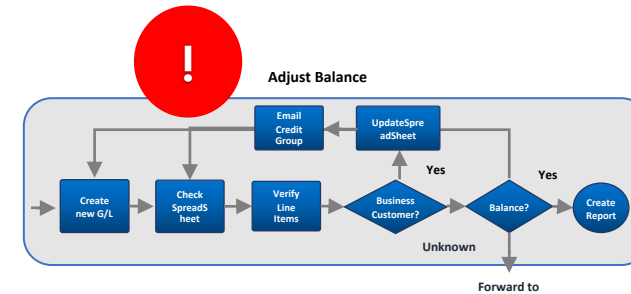 !
Adjust Balance
Email
Credit
Group
UpdateSpre
adSheet
Yes
Yes
Create
new G/L
Check
SpreadS
heet
Verify
Line
Items
Business
Customer?
Balance?
Create
Report
Unknown
Forward to